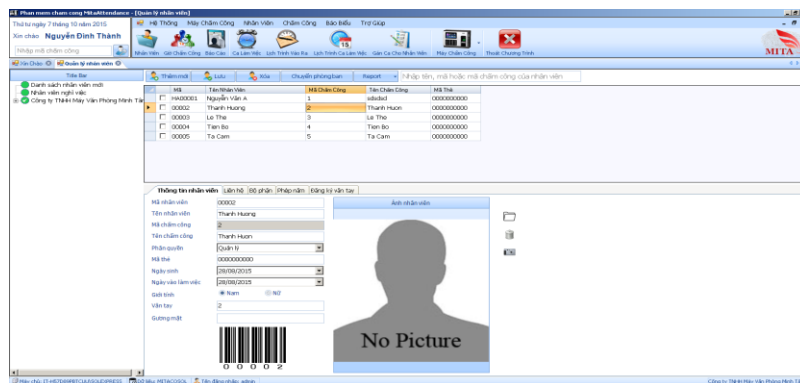 Phan mem cham cong MitaAttendance - [Quản lý nhân viên]
Thứ tư ngày 7 tháng 10 năm 2015
Hệ Thống Máy Chấm Công Nhân Viên Chấm Công Báo Biểu Trợ Giúp
Xin chào Nguyễn Đình Thành
Nhập mã chấm công
Nhân Viên Giờ Chấm Công Báo Cáo Ca Làm Việc Lịch Trình Vào Ra Lịch Trình Ca Làm Việc Gán Ca Cho Nhân Viên Máy Chấm Công Thoát Chương Trình
MITA
Xin Chào Quản lý nhân viên
Title Bar
Thêm mới Lưu Xóa Chuyển phòng ban Report Nhập tên, mã hoặc mã chấm công của nhân viên
Danh sách nhân viên mới
Nhân viên nghỉ việc
Công ty TNHH Máy Văn Phòng Minh Tâ
Mã Tên Nhân Viên Mã Chấm Công Tên Chấm Công Mã Thẻ
MA00001 Nguyễn Văn A 1 0000000000
00002 Thanh Huong 2 Thanh Huon 0000000000
00003 Le The 3 Le The 0000000000
00004 Tien Bo 4 Tien Bo 0000000000
00005 Ta Cam 5 Ta Cam 0000000000
Thông tin nhân viên Liên hệ Bộ phận Phép năm Đăng ký vân tay
Mã nhân viên 00002
Tên nhân viên Thanh Huong
Mã chấm công 2
Tên chấm công Thanh Huon
Phân quyền Quản lý
Mã thẻ 0000000000
Ngày sinh 28/08/2015
Ngày vào làm việc 28/08/2015
Giới tính Nam Nữ
Vân tay 2
Gương mặt
00002
Ảnh nhân viên
No Picture
Tên đăng nhập: admin
Công ty TNHH Máy Văn Phòng Minh Tâ